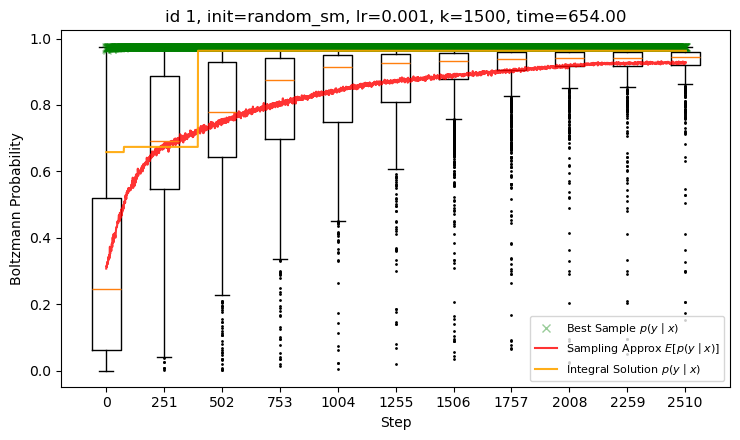 id 1, init=random_sm, lr=0.001, k=1500, time=654.00
Boltzmann Probability
1.0
0.8
0.6
0.4
0.2
0.0
0 251 502 753 1004 1255 1506 1757 2008 2259 2510
Step
Best Sample p(y | x)
Sampling Approx E[p(y | x)]
Integral Solution p(y | x)